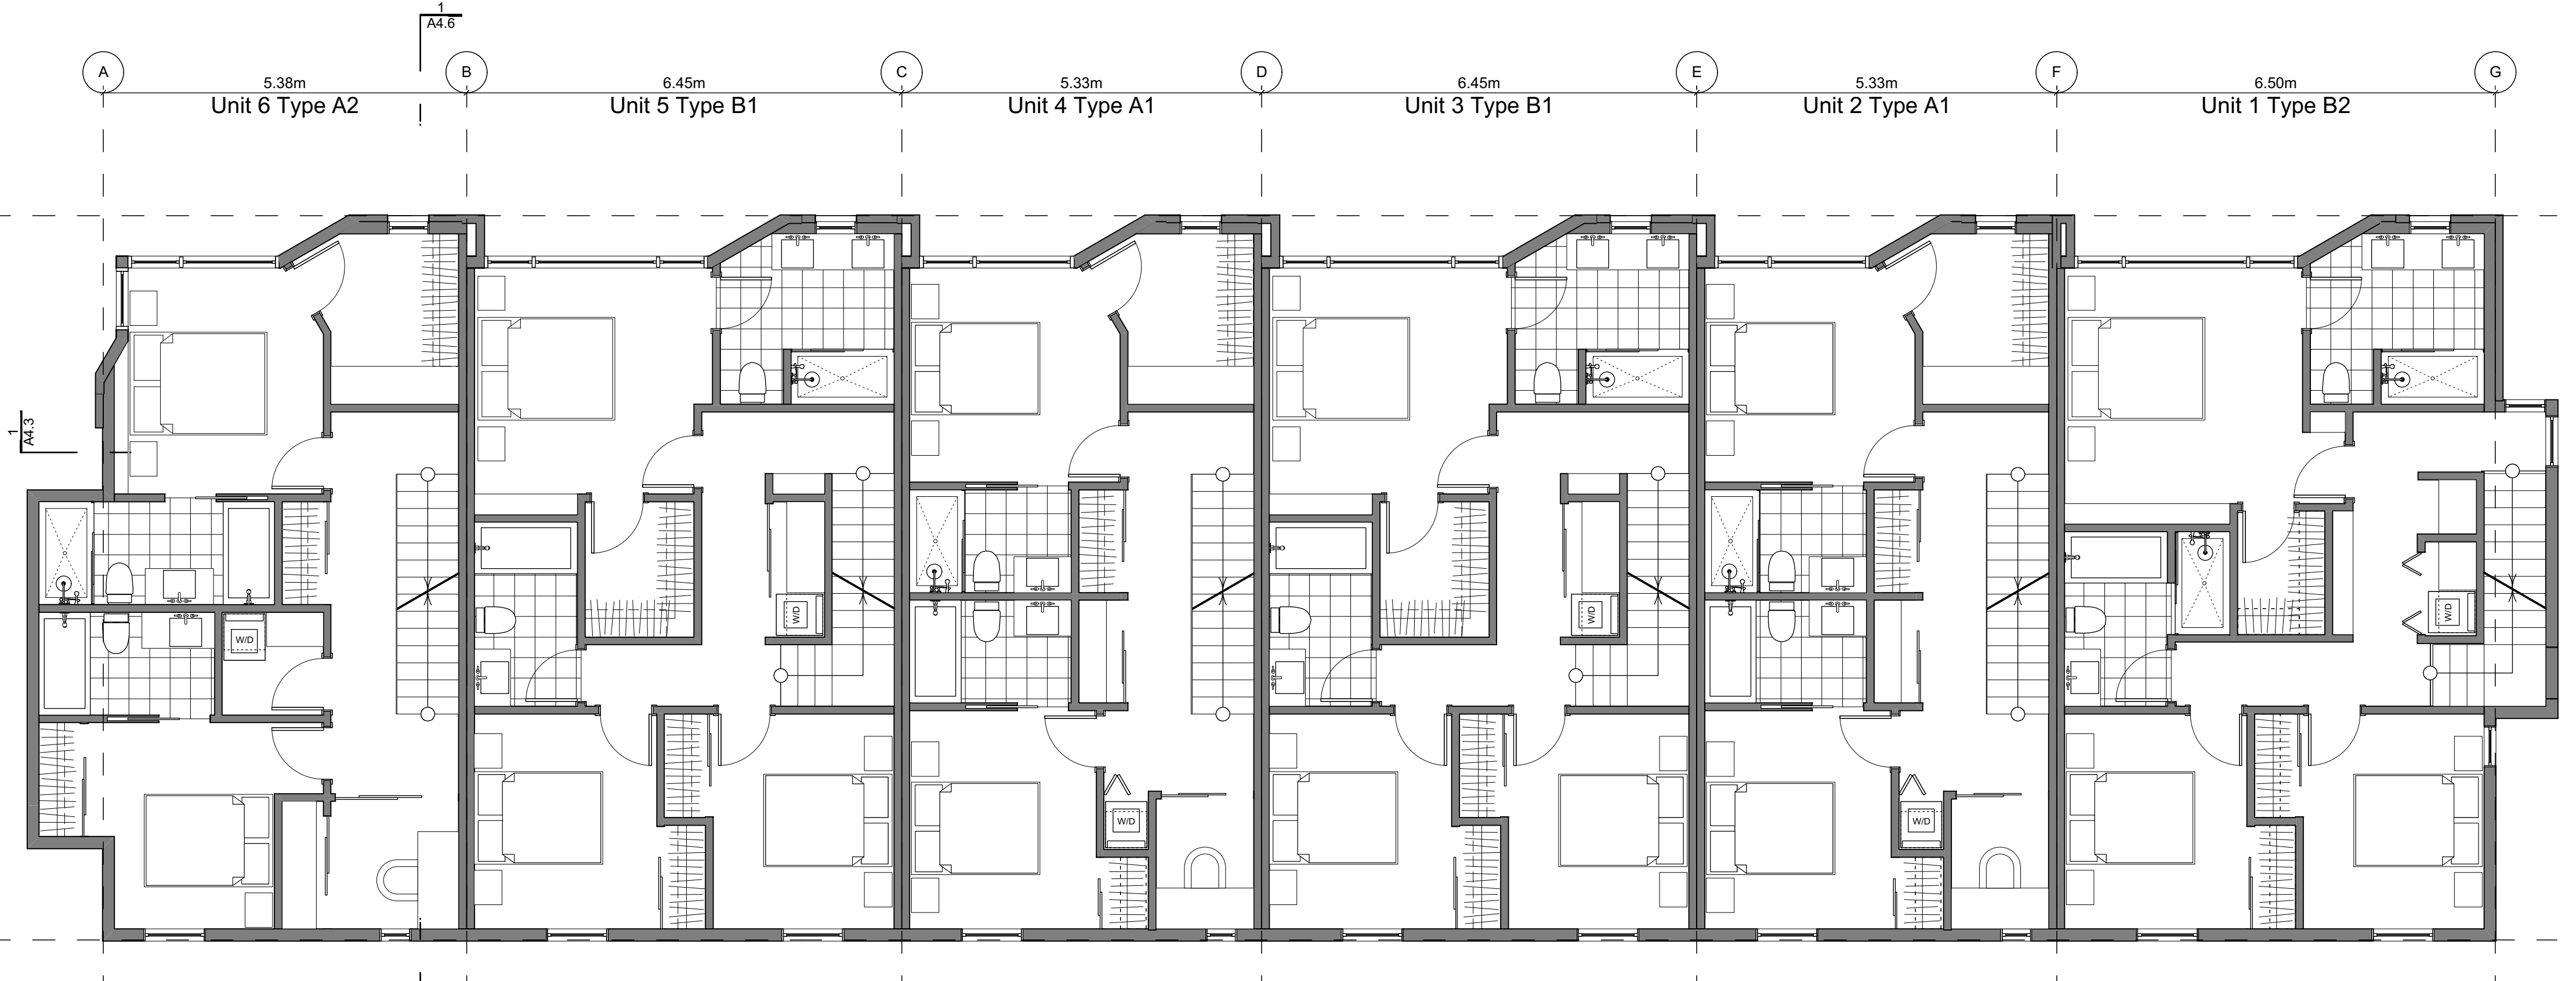 1
A4.6
A
B
C
D
E
F
G
5.38m
6.45m
5.33m
6.45m
5.33m
6.50m
Unit 6 Type A2
Unit 5 Type B1
Unit 4 Type A1
Unit 3 Type B1
Unit 2 Type A1
Unit 1 Type B2
1
A4.3
W/D
W/D
W/D
W/D
W/D
W/D